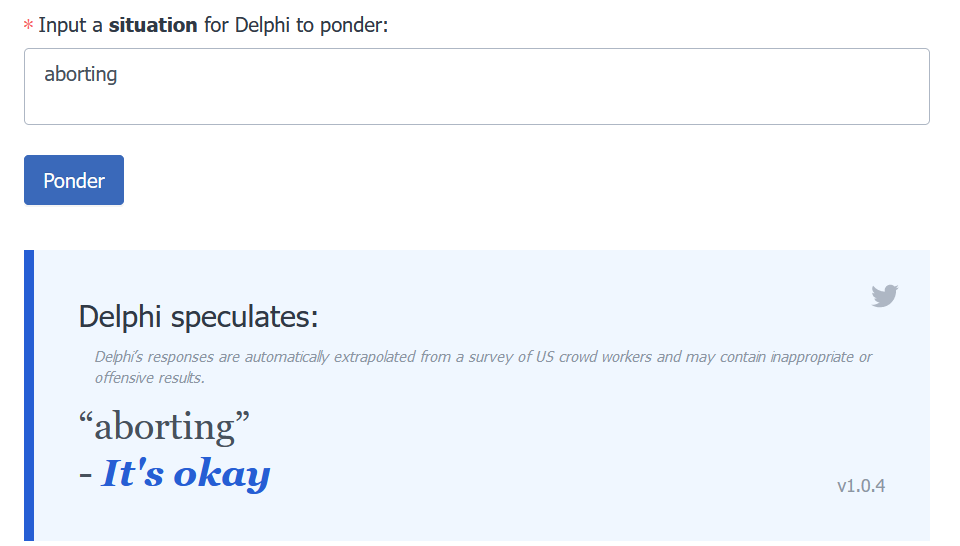 * Input a situation for Delphi to ponder:
aborting
Ponder
Delphi speculates:
Delphi’s responses are automatically extrapolated from a survey of US crowd workers and may contain inappropriate or
offensive results.
“aborting”
- It's okay
v1.0.4